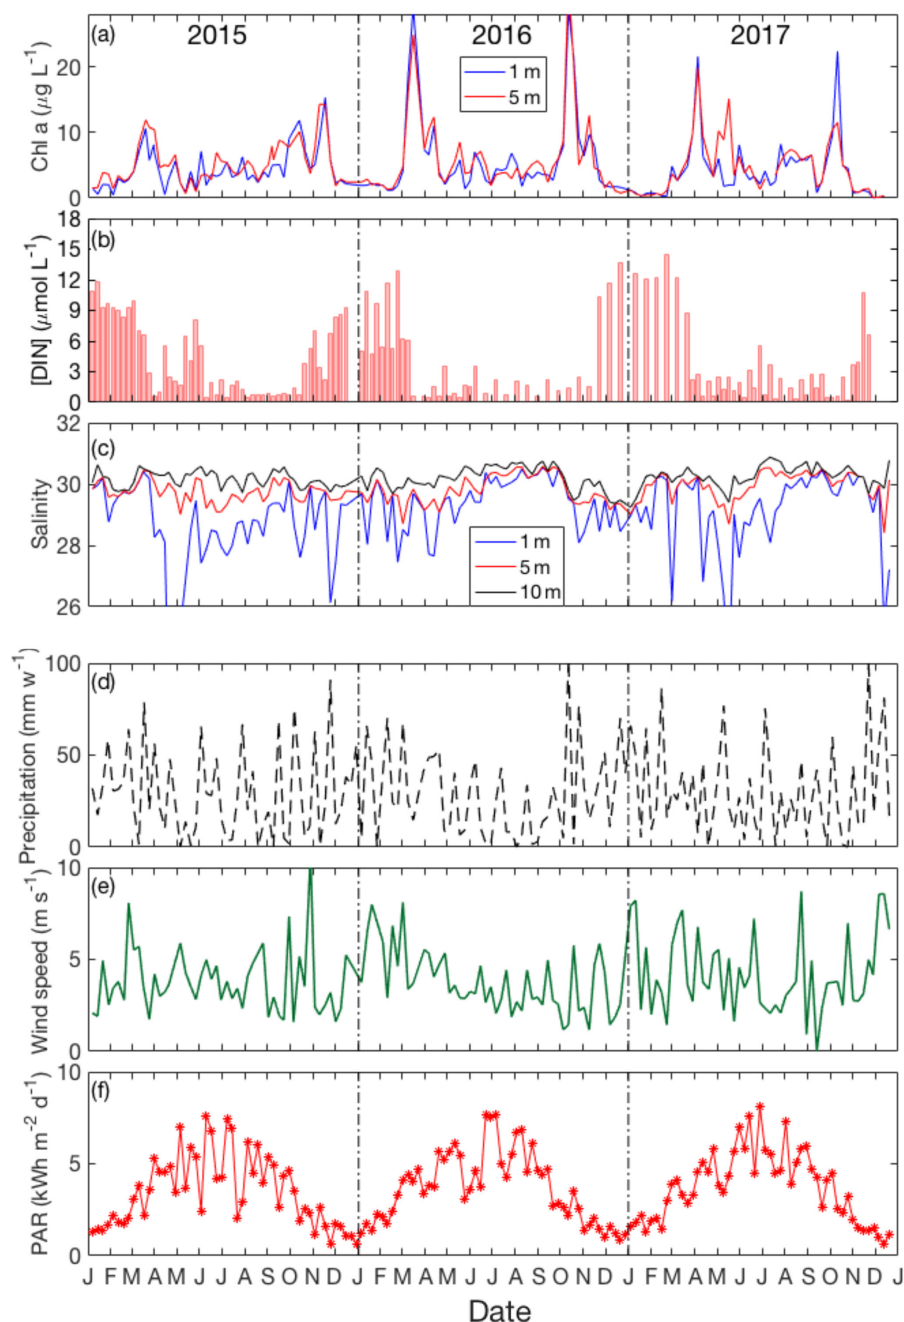 (a)
2015
2016
2017
1 m
5 m
Chl a (μg L⁻¹)
20
10
0
(b)
[DIN] (μmol L⁻¹)
18
15
12
9
6
3
0
(c)
Salinity
32
30
28
26
1 m
5 m
10 m
(d)
Precipitation (mm w⁻¹)
100
50
0
(e)
Wind speed (m s⁻¹)
10
5
0
(f)
PAR (kWh m⁻² d⁻¹)
10
5
0
J F M A M J J A S O N D J F M A M J J A S O N D J F M A M J J A S O N D J
Date